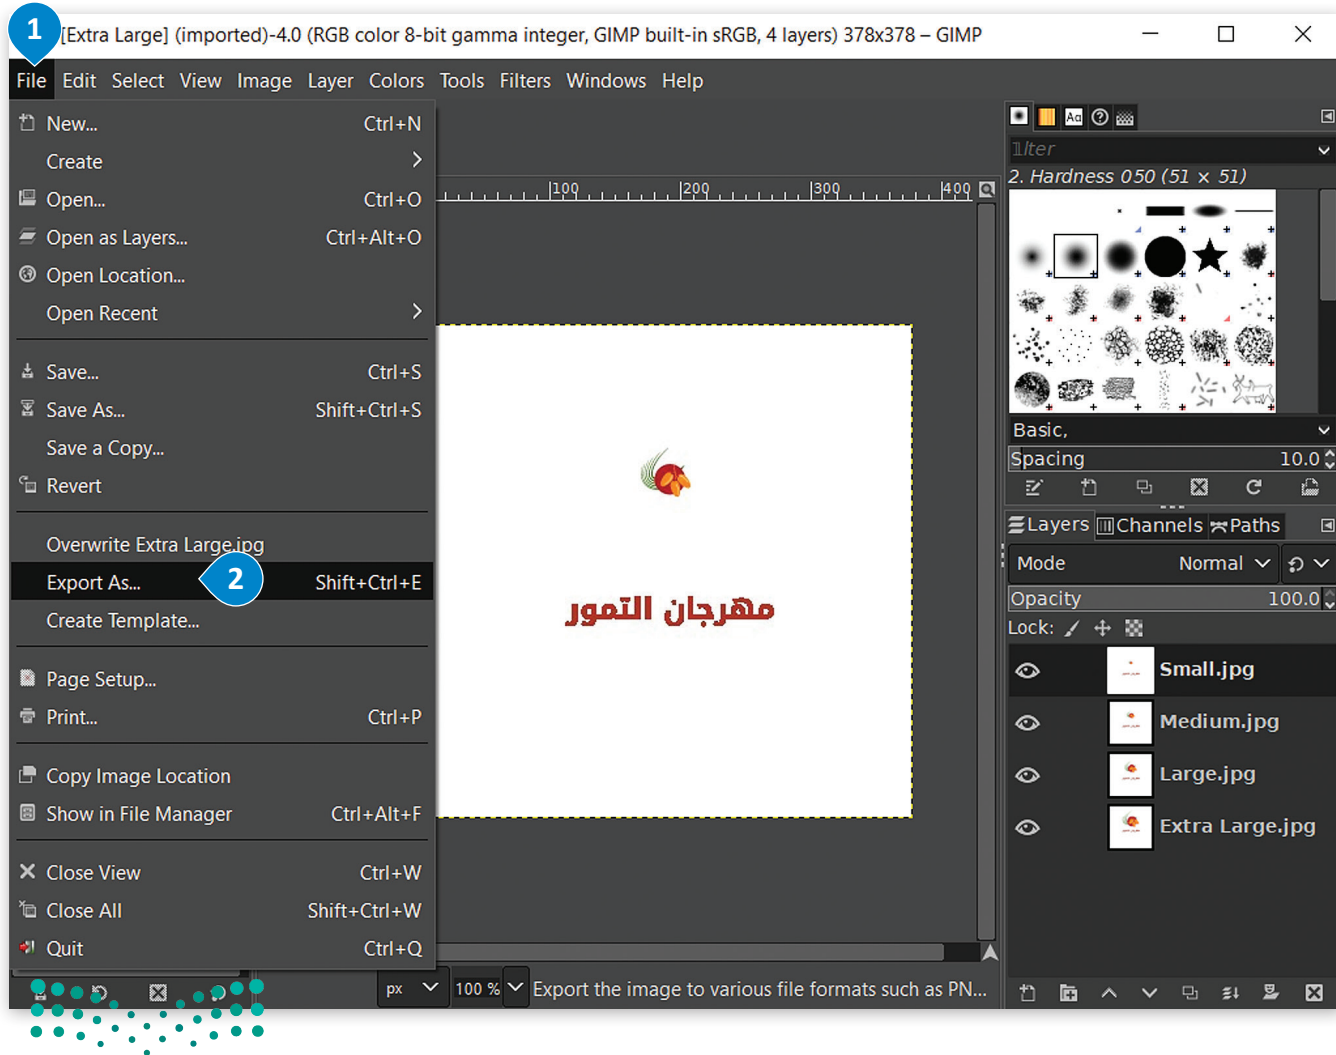 1
[Extra Large] (imported)-4.0 (RGB color 8-bit gamma integer, GIMP built-in sRGB, 4 layers) 378x378 – GIMP
File Edit Select View Image Layer Colors Tools Filters Windows Help
New... Ctrl+N
Create
Open... Ctrl+O
Open as Layers... Ctrl+Alt+O
Open Location...
Open Recent
Save... Ctrl+S
Save As... Shift+Ctrl+S
Save a Copy...
Revert
Overwrite Extra Large.jpg
Export As... 2 Shift+Ctrl+E
Create Template...
Page Setup...
Print... Ctrl+P
Copy Image Location
Show in File Manager Ctrl+Alt+F
Close View Ctrl+W
Close All Shift+Ctrl+W
Quit Ctrl+Q
100 200 300 400
مهرجان التمور
px 100 % Export the image to various file formats such as PN...
Aa
lter
2. Hardness 050 (51 × 51)
Basic,
Spacing 10.0
Layers Channels Paths
Mode Normal
Opacity 100.0
Lock:
Small.jpg
Medium.jpg
Large.jpg
Extra Large.jpg